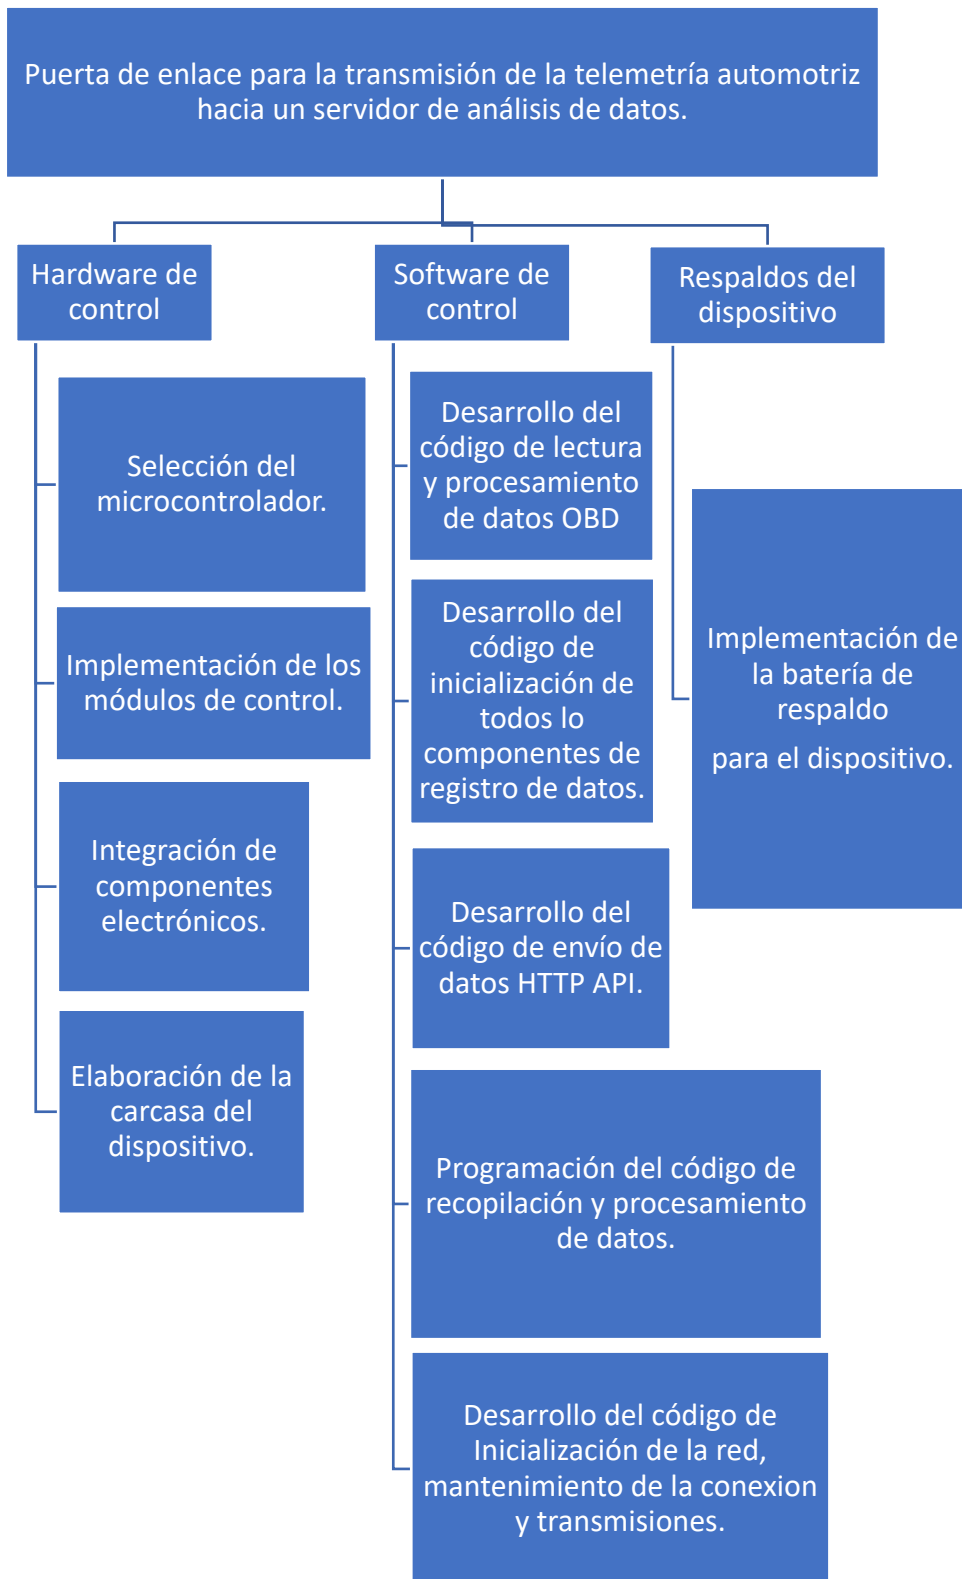 Puerta de enlace para la transmisión de la telemetría automotriz
hacia un servidor de análisis de datos.
Hardware de
control
Software de
control
Respaldos del
dispositivo
Selección del
microcontrolador.
Implementación de los
módulos de control.
Integración de
componentes
electrónicos.
Elaboración de la
carcasa del
dispositivo.
Desarrollo del
código de lectura
y procesamiento
de datos OBD
Desarrollo del
código de
inicialización de
todos lo
componentes de
registro de datos.
Desarrollo del
código de envío de
datos HTTP API.
Programación del código de
recopilación y procesamiento
de datos.
Desarrollo del código de
Inicialización de la red,
mantenimiento de la conexion
y transmisiones.
Implementación de
la batería de
respaldo
para el dispositivo.